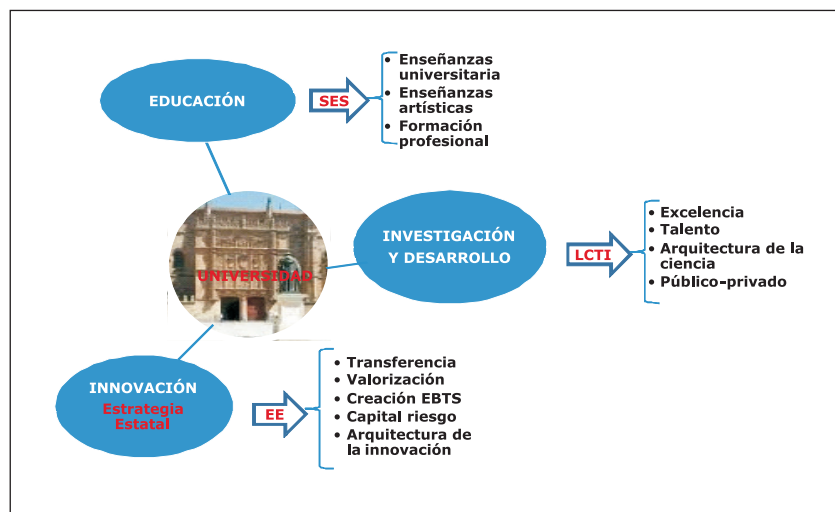 EDUCACIÓN
SES
• Enseñanzas
universitaria
• Enseñanzas
artísticas
• Formación
profesional
UNIVERSIDAD
INVESTIGACIÓN
Y DESARROLLO
LCTI
• Excelencia
• Talento
• Arquitectura de la
ciencia
• Público-privado
INNOVACIÓN
Estrategia
Estatal
EE
• Transferencia
• Valorización
• Creación EBTS
• Capital riesgo
• Arquitectura de
la innovación